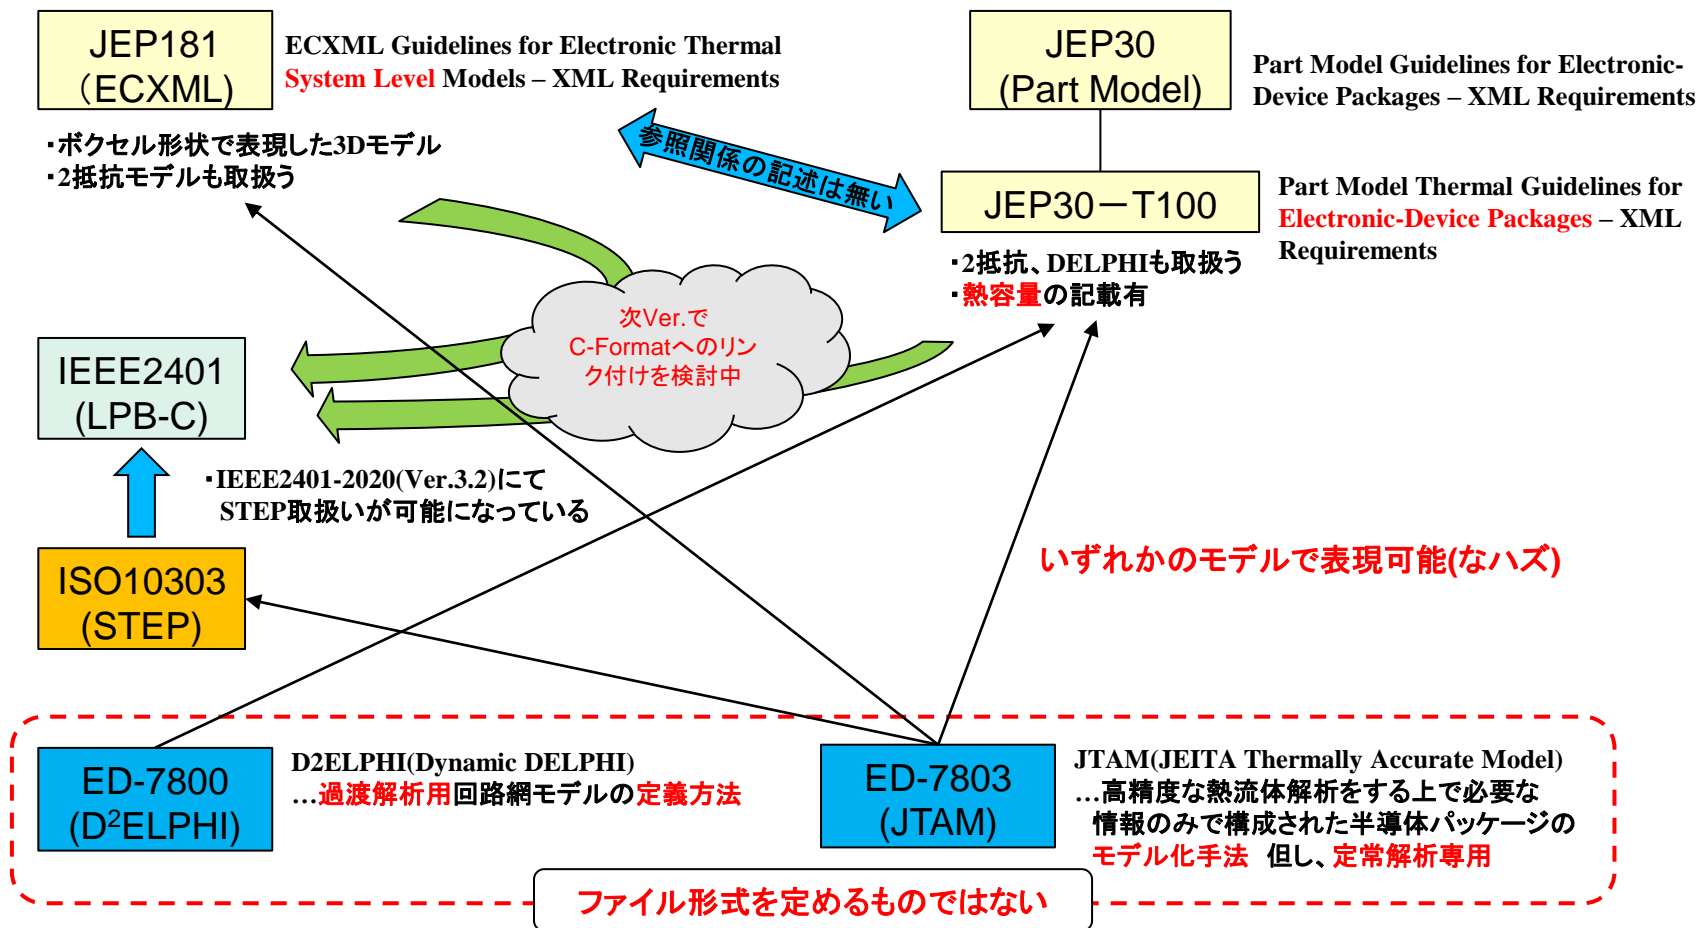 JEP181
（ECXML)
ECXML Guidelines for Electronic Thermal
System Level Models – XML Requirements
・ボクセル形状で表現した3Dモデル
・2抵抗モデルも取扱う
参照関係の記述は無い
JEP30
(Part Model)
Part Model Guidelines for Electronic-
Device Packages – XML Requirements
JEP30－T100
Part Model Thermal Guidelines for
Electronic-Device Packages – XML
Requirements
・2抵抗、DELPHIも取扱う
・熱容量の記載有
次Ver.で
C-Formatへのリン
ク付けを検討中
IEEE2401
(LPB-C)
・IEEE2401-2020(Ver.3.2)にて
STEP取扱いが可能になっている
ISO10303
(STEP)
いずれかのモデルで表現可能(なハズ)
ED-7800
(D²ELPHI)
D2ELPHI(Dynamic DELPHI)
…過渡解析用回路網モデルの定義方法
ED-7803
(JTAM)
JTAM(JEITA Thermally Accurate Model)
…高精度な熱流体解析をする上で必要な
情報のみで構成された半導体パッケージの
モデル化手法　但し、定常解析専用
ファイル形式を定めるものではない